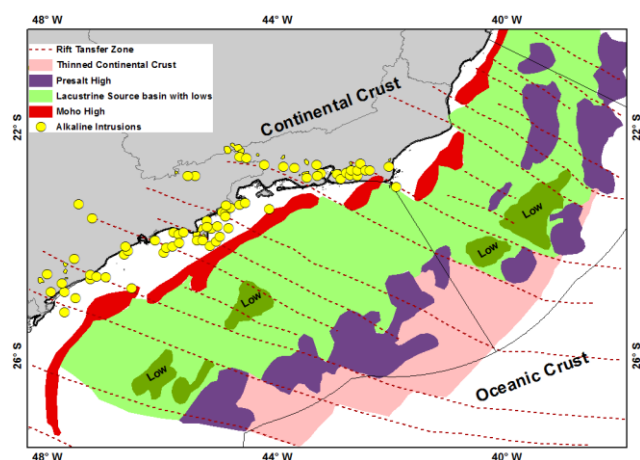 48° W
44° W
40° W
Rift Transfer Zone
Thinned Continental Crust
Presalt High
Lacustrine Source basin with lows
Moho High
Alkaline Intrusions
Continental Crust
22° S
22° S
Low
Low
Low
Low
26° S
26° S
Oceanic Crust
48° W
44° W
40° W